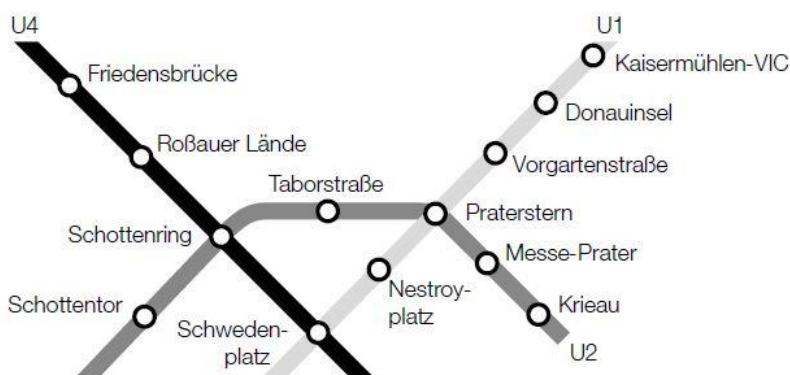 U4
U1
Friedensbrücke
Kaisermühlen-VIC
Donauinsel
Roßauer Lände
Vorgartenstraße
Taborstraße
Praterstern
Schottenring
Messe-Prater
Nestroy-
platz
Schottentor
Krieau
Schweden-
platz
U2